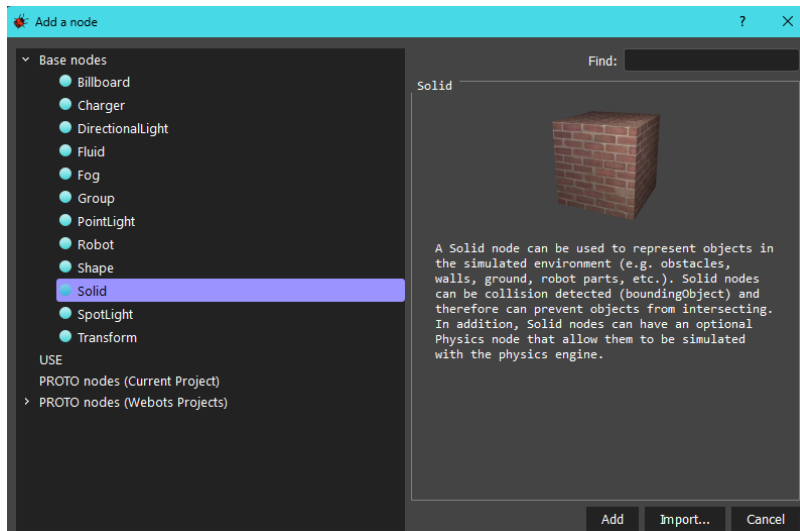 Add a node
?
Base nodes
Billboard
Charger
DirectionalLight
Fluid
Fog
Group
PointLight
Robot
Shape
Solid
SpotLight
Transform
USE
PROTO nodes (Current Project)
PROTO nodes (Webots Projects)
Find:
Solid
A Solid node can be used to represent objects in
the simulated environment (e.g. obstacles,
walls, ground, robot parts, etc.). Solid nodes
can be collision detected (boundingObject) and
therefore can prevent objects from intersecting.
In addition, Solid nodes can have an optional
Physics node that allow them to be simulated
with the physics engine.
Add
Import...
Cancel